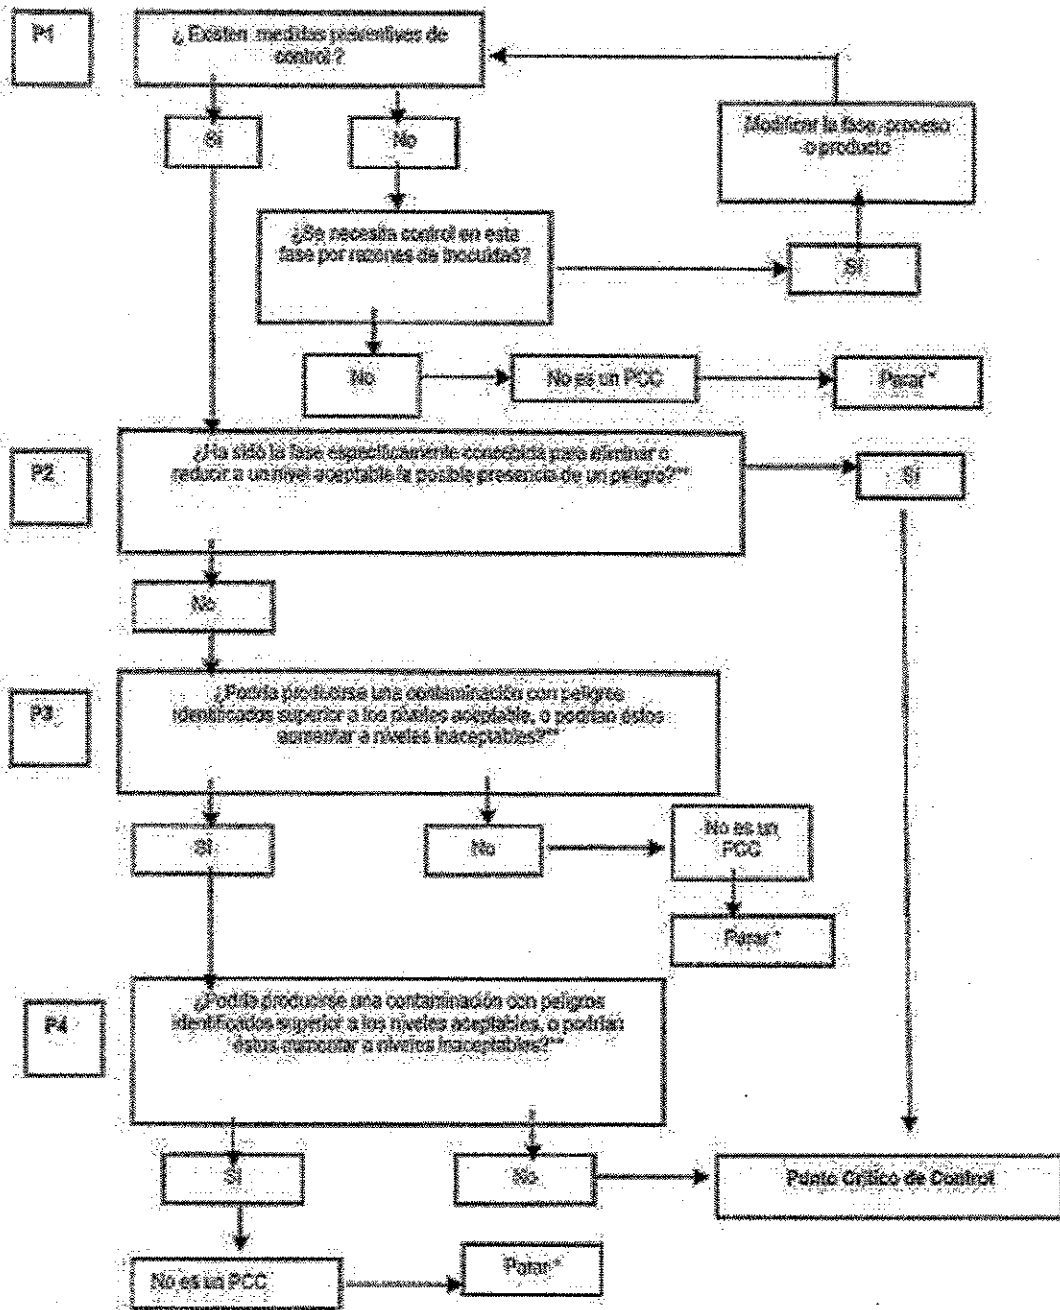 P1
¿ Existen medidas preventivas de
control ?
Sí
No
Modificar la fase, proceso
o producto
¿Se necesita control en esta
fase por razones de inocuidad?
Sí
No
No es un PCC
Parar *
P2
¿Ha sido la fase específicamente concebida para eliminar o
reducir a un nivel aceptable la posible presencia de un peligro?**
Sí
No
P3
¿Podría producirse una contaminación con peligros
identificados superior a los niveles aceptable, o podrían éstos
aumentar a niveles inaceptables?**
Sí
No
No es un
PCC
Parar *
P4
¿Podría producirse una contaminación con peligros
identificados superior a los niveles aceptables, o podrían
éstos aumentar a niveles inaceptables?**
Sí
No
Punto Crítico de Control
No es un PCC
Parar *